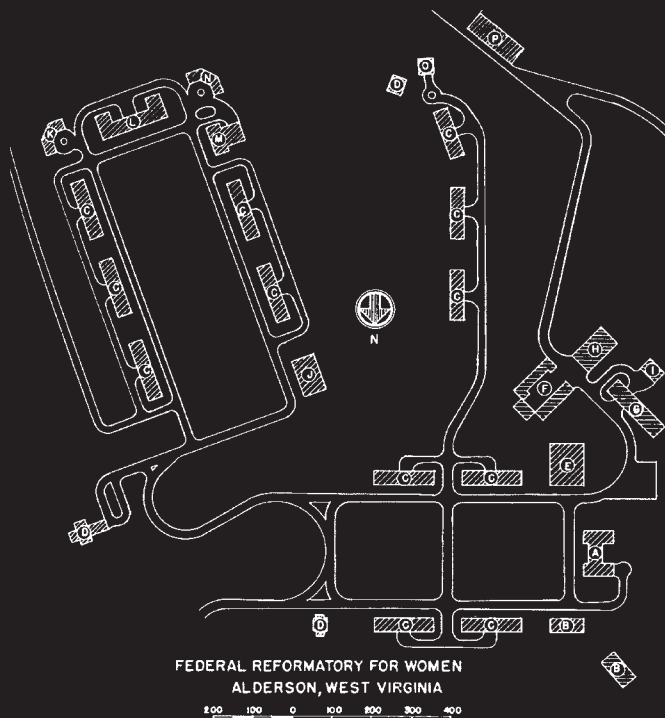 P
O
D
N
L
K
M
C
C
C
C
C
C
C
C
N
H
I
F
G
C
J
E
C
C
D
A
D
C
C
B
B
FEDERAL REFORMATORY FOR WOMEN
ALDERSON, WEST VIRGINIA
200 100 0 100 200 300 400